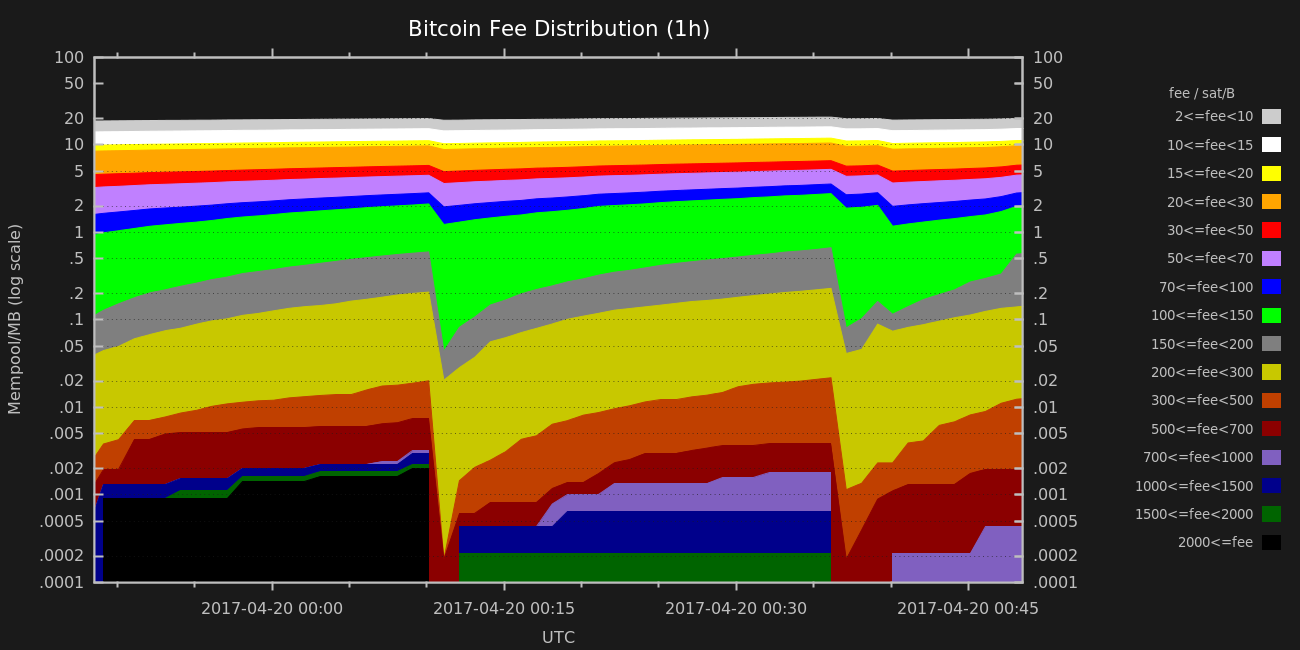 Bitcoin Fee Distribution (1h)
100 100
50 50
fee / sat/B
20 20
2<=fee<10
10 10
10<=fee<15
5 5
15<=fee<20
2 2
20<=fee<30
1 1
30<=fee<50
.5 .5
50<=fee<70
.2 .2
70<=fee<100
.1 .1
100<=fee<150
.05 .05
150<=fee<200
.02 .02
200<=fee<300
.01 .01
300<=fee<500
.005 .005
500<=fee<700
.002 .002
700<=fee<1000
.001 .001
1000<=fee<1500
.0005 .0005
1500<=fee<2000
.0002 .0002
2000<=fee
.0001 .0001
Mempool/MB (log scale)
2017-04-20 00:00 2017-04-20 00:15 2017-04-20 00:30 2017-04-20 00:45
UTC